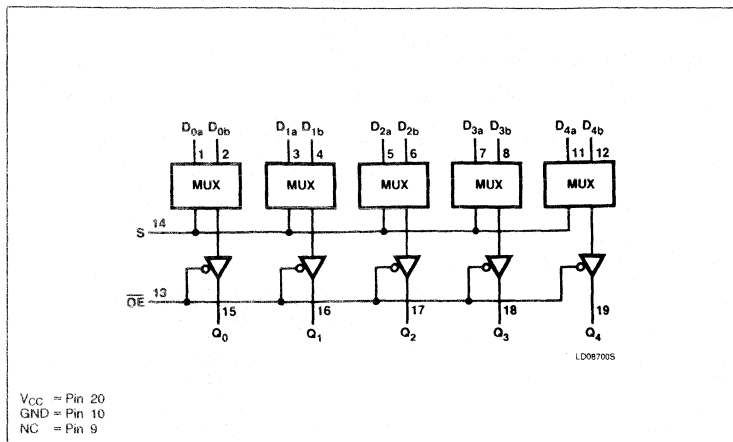 D0a D0b D1a D1b D2a D2b D3a D3b D4a D4b
1 2 3 4 5 6 7 8 11 12
MUX MUX MUX MUX MUX
S 14
OE 13
15 16 17 18 19
Q0 Q1 Q2 Q3 Q4
LD08700S
VCC = Pin 20
GND = Pin 10
NC = Pin 9